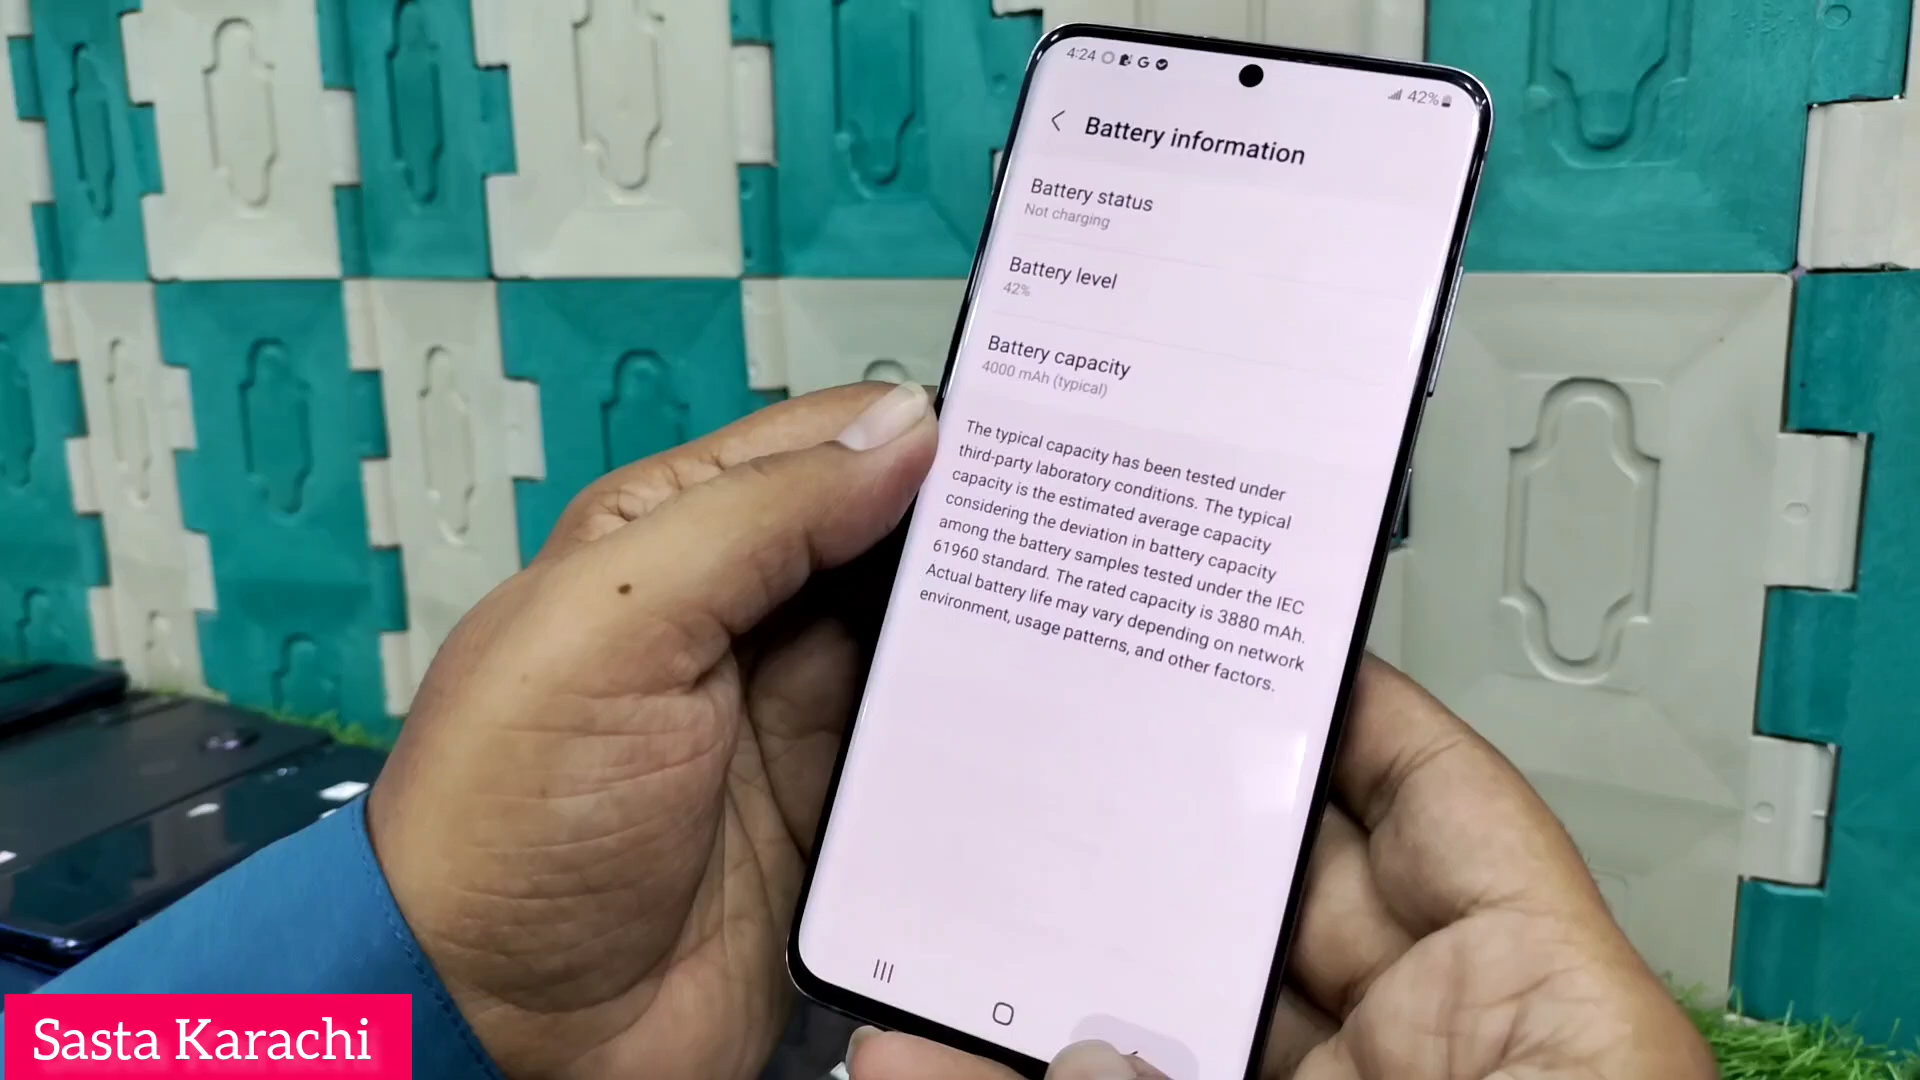 4:24
42%
Battery information
Battery status
Not charging
Battery level
42%
Battery capacity
4000 mAh (typical)
The typical capacity has been tested under
third-party laboratory conditions. The typical
capacity is the estimated average capacity
considering the deviation in battery capacity
among the battery samples tested under the IEC
61960 standard. The rated capacity is 3880 mAh.
Actual battery life may vary depending on network
environment, usage patterns, and other factors.
Sasta Karachi